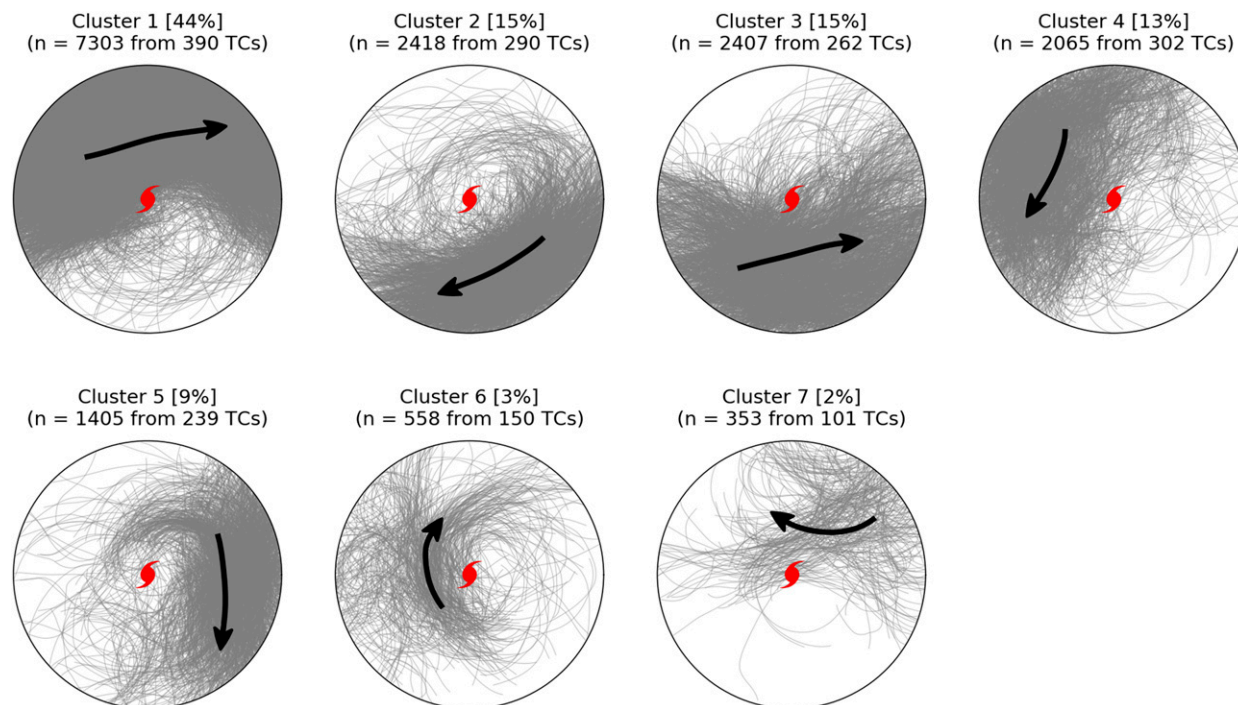 Cluster 1 [44%]
(n = 7303 from 390 TCs)
Cluster 2 [15%]
(n = 2418 from 290 TCs)
Cluster 3 [15%]
(n = 2407 from 262 TCs)
Cluster 4 [13%]
(n = 2065 from 302 TCs)
Cluster 5 [9%]
(n = 1405 from 239 TCs)
Cluster 6 [3%]
(n = 558 from 150 TCs)
Cluster 7 [2%]
(n = 353 from 101 TCs)